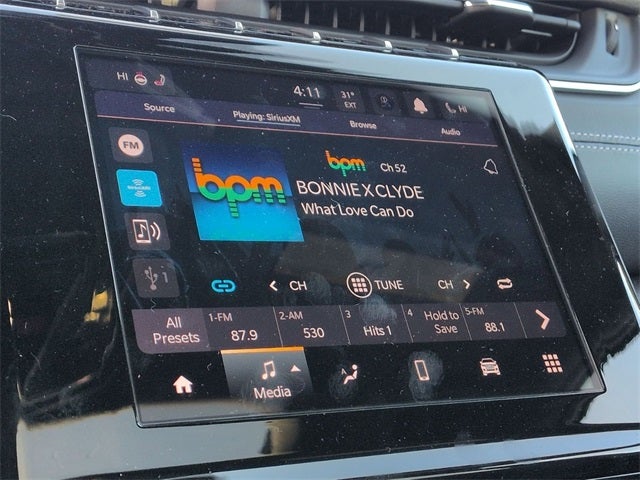 HI 4:11 31° EXT HI
Source Playing: SiriusXM Browse Audio
FM
bpm
bpm Ch 52
BONNIE X CLYDE
What Love Can Do
1
CH TUNE CH
All Presets 1-FM 87.9 2-AM 530 3 Hits 1 4 Hold to Save 5-FM 88.1
Media